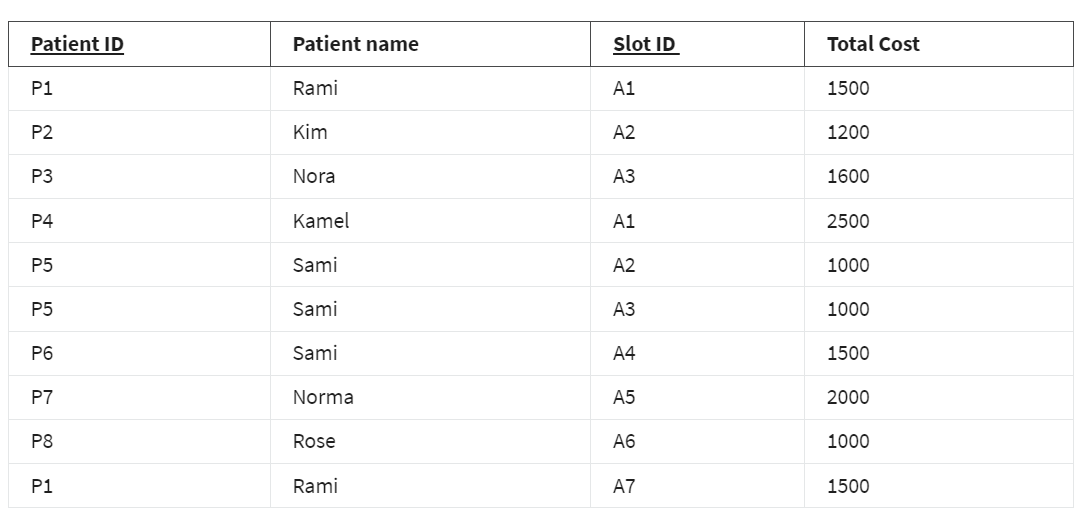 Patient ID Patient name Slot ID Total Cost
P1 Rami A1 1500
P2 Kim A2 1200
P3 Nora A3 1600
P4 Kamel A1 2500
P5 Sami A2 1000
P5 Sami A3 1000
P6 Sami A4 1500
P7 Norma A5 2000
P8 Rose A6 1000
P1 Rami A7 1500